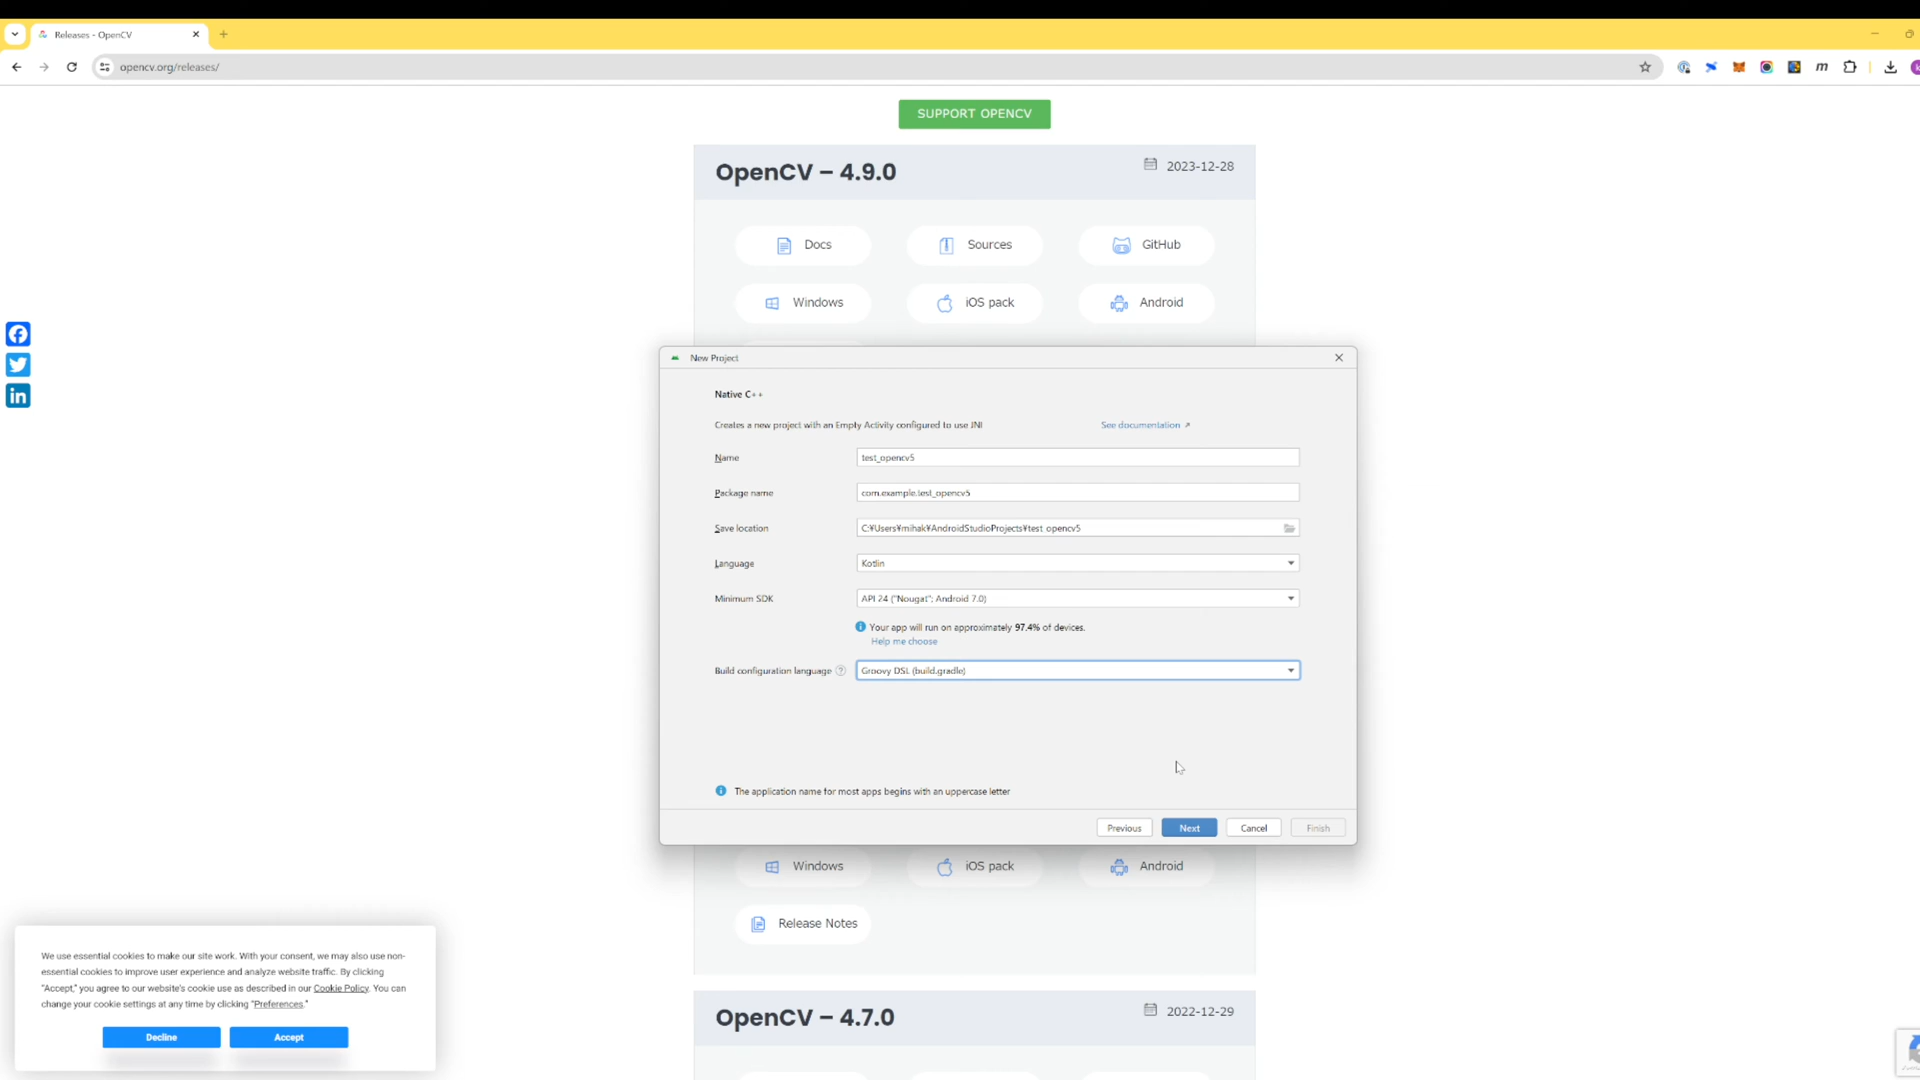 Releases - OpenCV
opencv.org/releases/
m
SUPPORT OPENCV
OpenCV – 4.9.0
2023-12-28
Docs
Sources
GitHub
Windows
iOS pack
Android
New Project
Native C++
Creates a new project with an Empty Activity configured to use JNI
See documentation ↗
Name
test_opencv5
Package name
com.example.test_opencv5
Save location
C:¥Users¥mihak¥AndroidStudioProjects¥test_opencv5
Language
Kotlin
Minimum SDK
API 24 ("Nougat"; Android 7.0)
Your app will run on approximately 97.4% of devices.
Help me choose
Build configuration language ?
Groovy DSL (build.gradle)
The application name for most apps begins with an uppercase letter
Previous
Next
Cancel
Finish
Windows
iOS pack
Android
Release Notes
We use essential cookies to make our site work. With your consent, we may also use non-
essential cookies to improve user experience and analyze website traffic. By clicking
"Accept," you agree to our website's cookie use as described in our Cookie Policy. You can
change your cookie settings at any time by clicking "Preferences."
Decline
Accept
OpenCV – 4.7.0
2022-12-29